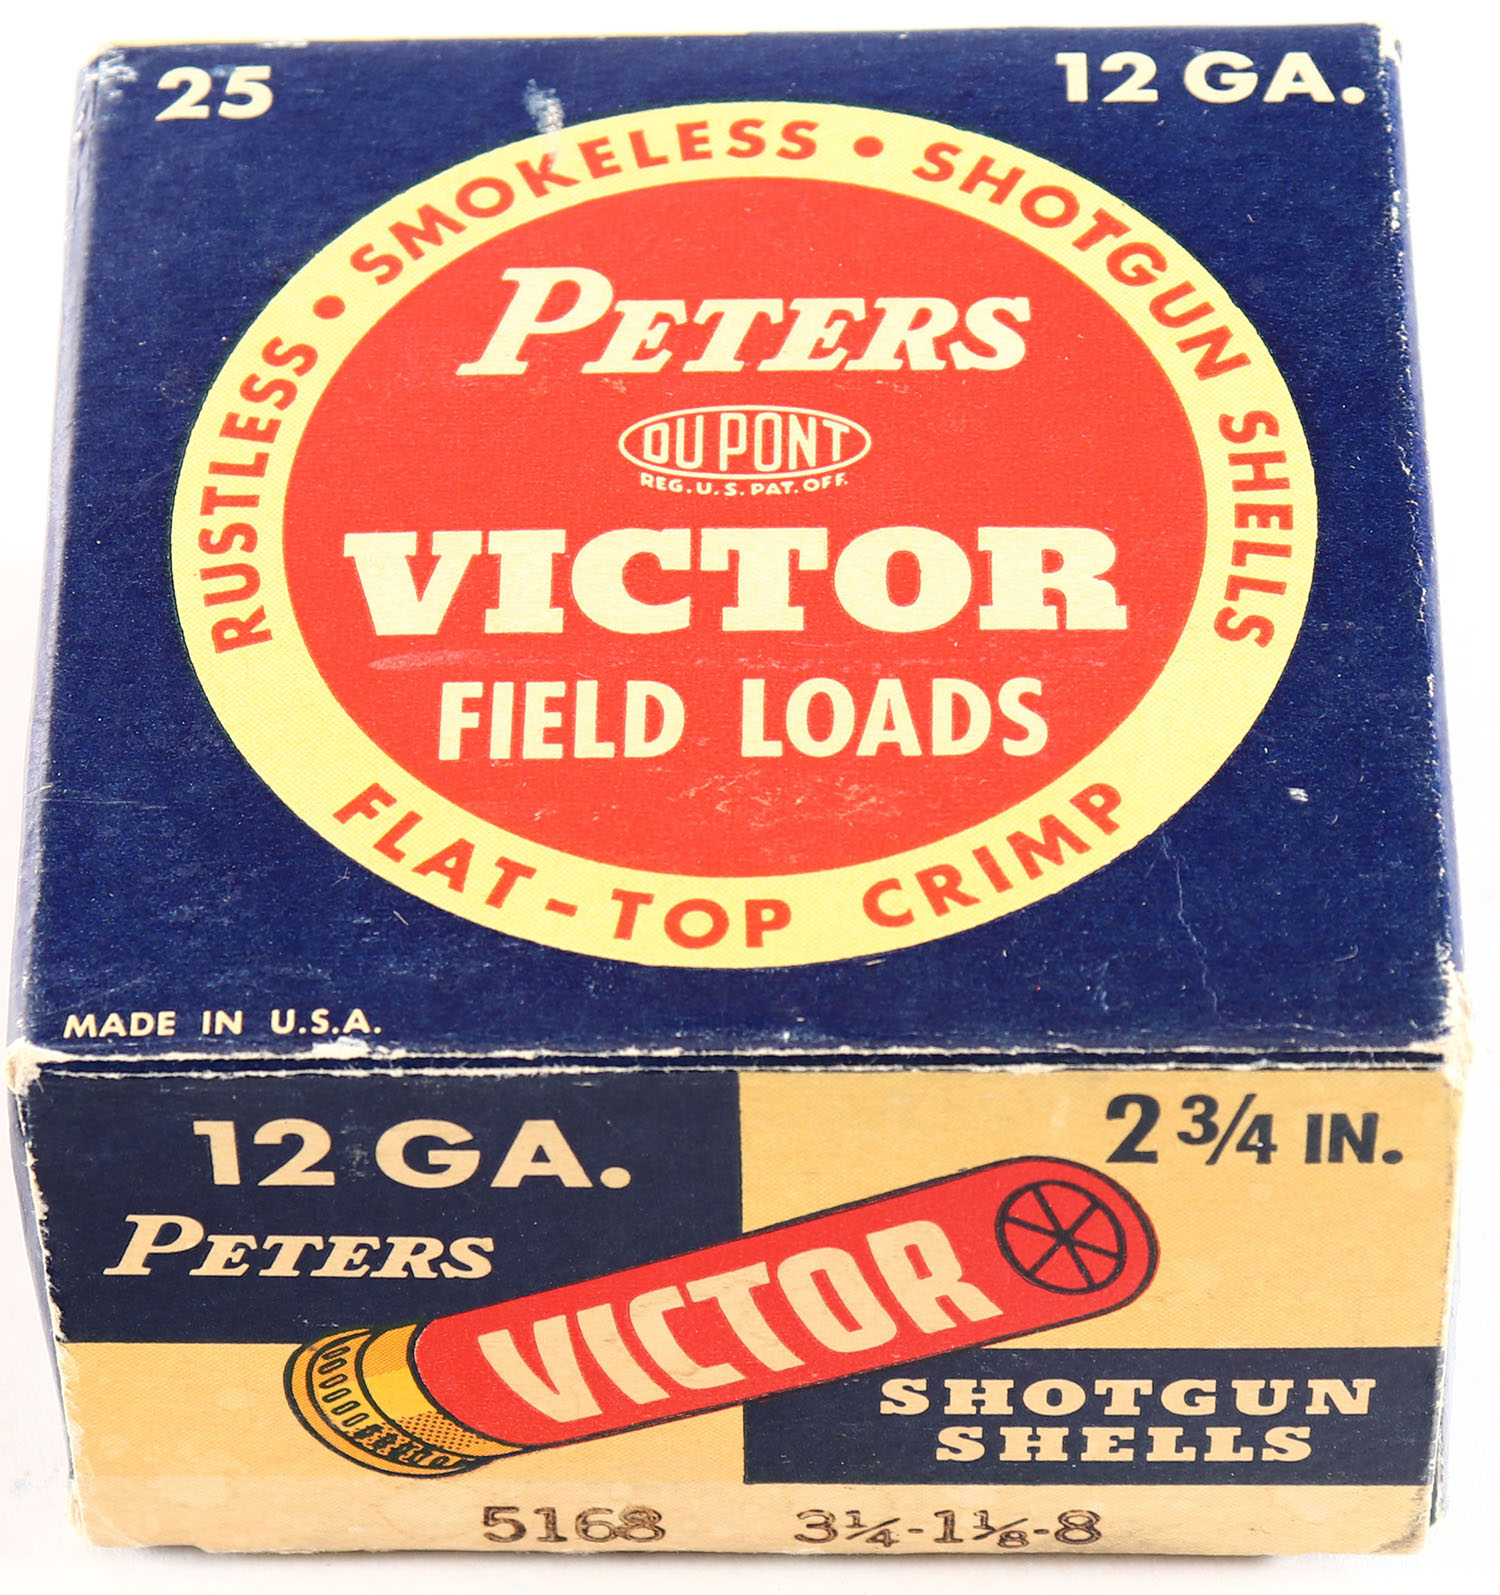 25
12 GA.
RUSTLESS • SMOKELESS • SHOTGUN SHELLS
PETERS
DU PONT
REG. U.S. PAT. OFF.
VICTOR
FIELD LOADS
FLAT-TOP CRIMP
MADE IN U.S.A.
12 GA.
2 3/4 IN.
PETERS
VICTOR
SHOTGUN
SHELLS
5168 3¼-1⅛-8